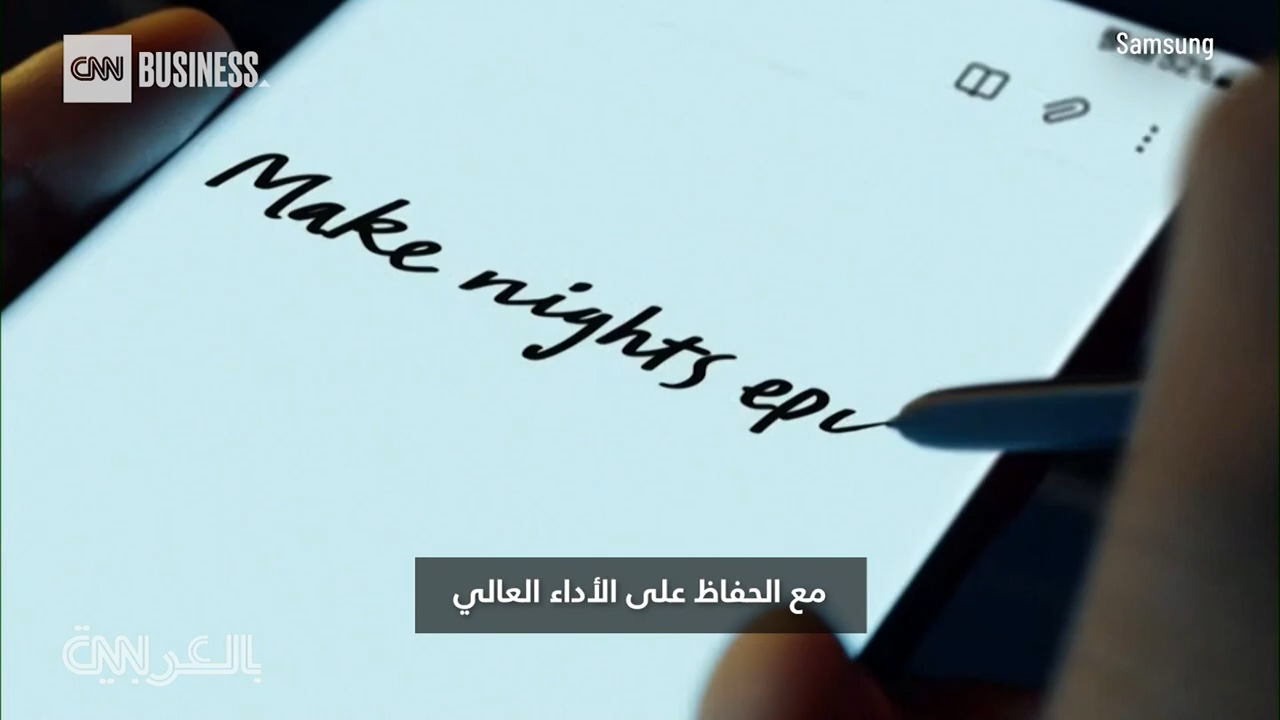 CNN BUSINESS
Samsung
Make nights epi
مع الحفاظ على الأداء العالي
CNN بالعربية